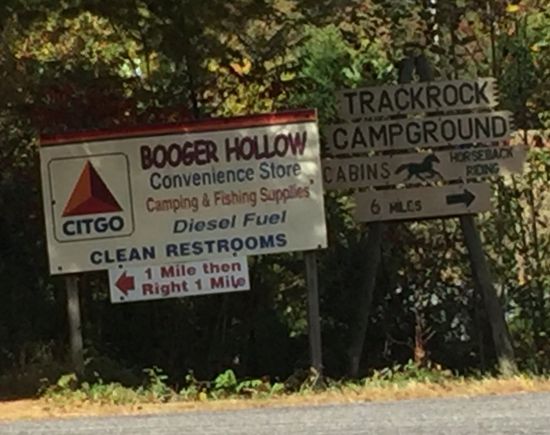 BOOGER HOLLOW
Convenience Store
Camping & Fishing Supplies
Diesel Fuel
CITGO
CLEAN RESTROOMS
1 Mile then
Right 1 Mile
TRACKROCK
CAMPGROUND
CABINS
HORSEBACK
RIDING
6 MILES